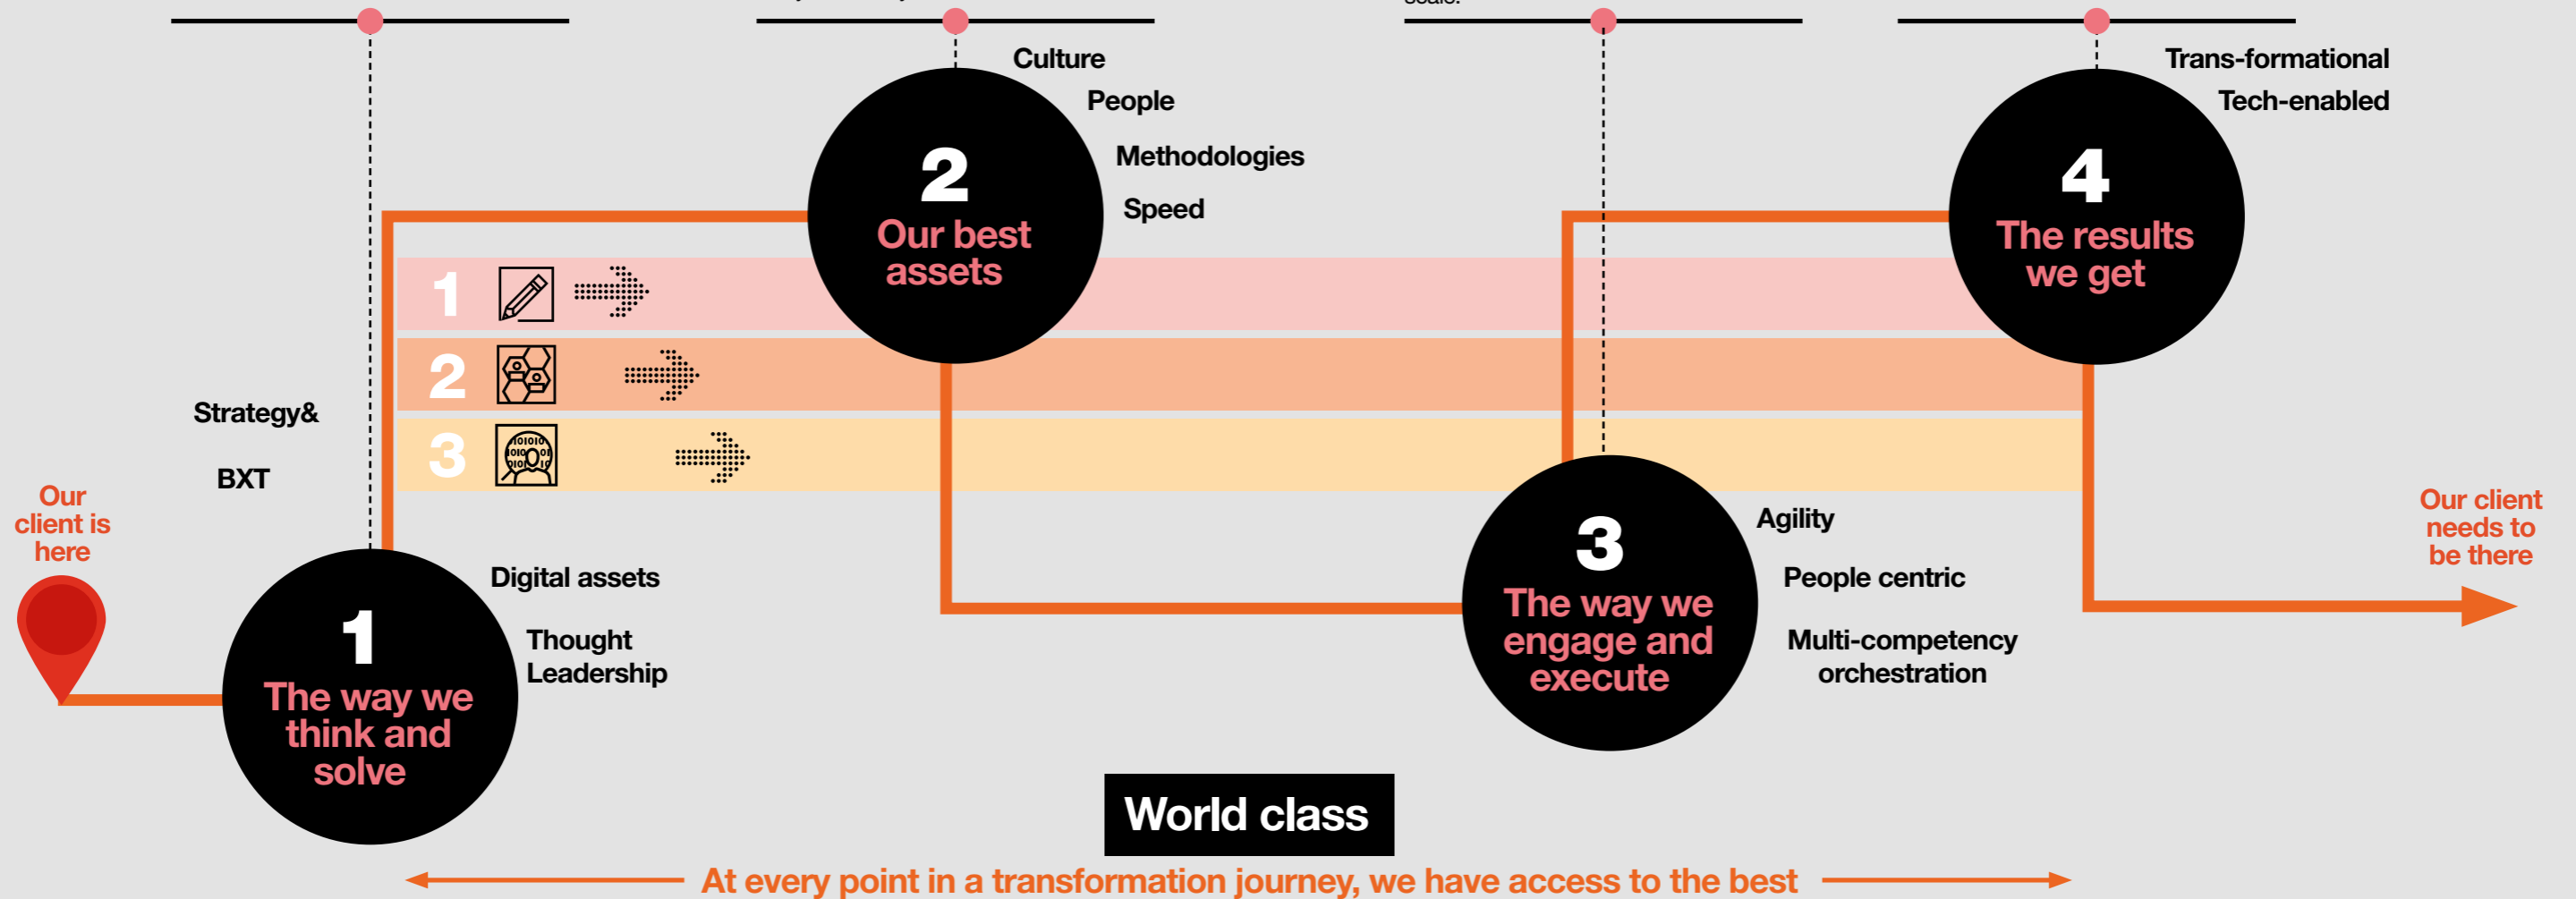 scale.
Culture
People
Methodologies
Speed
Trans-formational
Tech-enabled
2
Our best
assets
4
The results
we get
1
2
3
Strategy&
BXT
Our
client is
here
Digital assets
Thought
Leadership
1
The way we
think and
solve
3
The way we
engage and
execute
Agility
People centric
Multi-competency
orchestration
Our client
needs to
be there
World class
At every point in a transformation journey, we have access to the best